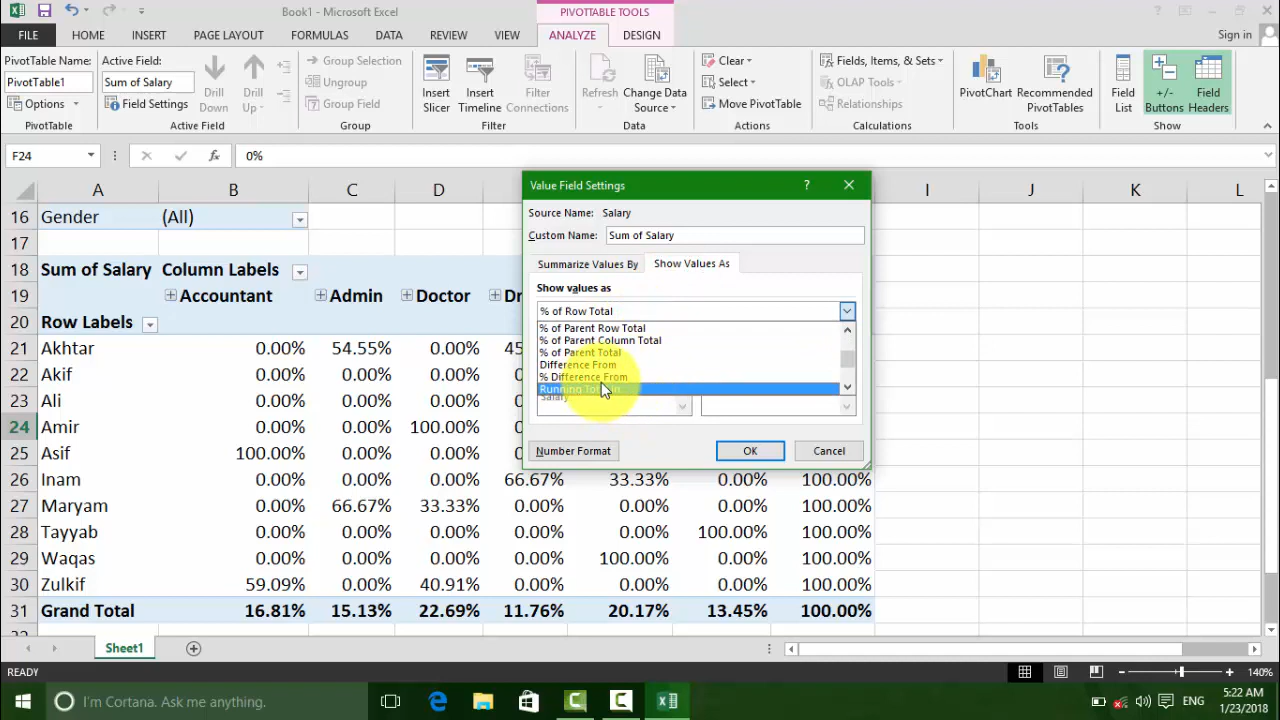 Book1 - Microsoft Excel
PIVOTTABLE TOOLS
FILE HOME INSERT PAGE LAYOUT FORMULAS DATA REVIEW VIEW ANALYZE DESIGN Sign in
PivotTable Name:
PivotTable1
Options
PivotTable
Active Field:
Sum of Salary
Field Settings
Drill Down
Drill Up
Active Field
Group Selection
Ungroup
Group Field
Group
Insert Slicer
Insert Timeline
Filter Connections
Filter
Refresh
Change Data Source
Data
Clear
Select
Move PivotTable
Actions
Fields, Items, & Sets
OLAP Tools
Relationships
Calculations
PivotChart
Recommended PivotTables
Tools
Field List
+/- Buttons
Field Headers
Show
F24 fx 0%
A B C D I J K L
16 Gender (All)
17
18 Sum of Salary Column Labels
19 Accountant Admin Doctor Dr
20 Row Labels
21 Akhtar 0.00% 54.55% 0.00% 45
22 Akif 0.00% 0.00% 0.00%
23 Ali 0.00% 0.00% 0.00%
24 Amir 0.00% 0.00% 100.00%
25 Asif 100.00% 0.00% 0.00%
26 Inam 0.00% 0.00% 0.00% 66.67% 33.33% 0.00% 100.00%
27 Maryam 0.00% 66.67% 33.33% 0.00% 0.00% 0.00% 100.00%
28 Tayyab 0.00% 0.00% 0.00% 0.00% 0.00% 100.00% 100.00%
29 Waqas 0.00% 0.00% 0.00% 0.00% 100.00% 0.00% 100.00%
30 Zulkif 59.09% 0.00% 40.91% 0.00% 0.00% 0.00% 100.00%
31 Grand Total 16.81% 15.13% 22.69% 11.76% 20.17% 13.45% 100.00%
Value Field Settings ?
Source Name: Salary
Custom Name: Sum of Salary
Summarize Values By Show Values As
Show values as
% of Row Total
% of Parent Row Total
% of Parent Column Total
% of Parent Total
Difference From
% Difference From
Running Total In
Salary
Number Format OK Cancel
Sheet1
READY 140%
I'm Cortana. Ask me anything.
ENG
5:22 AM
1/23/2018